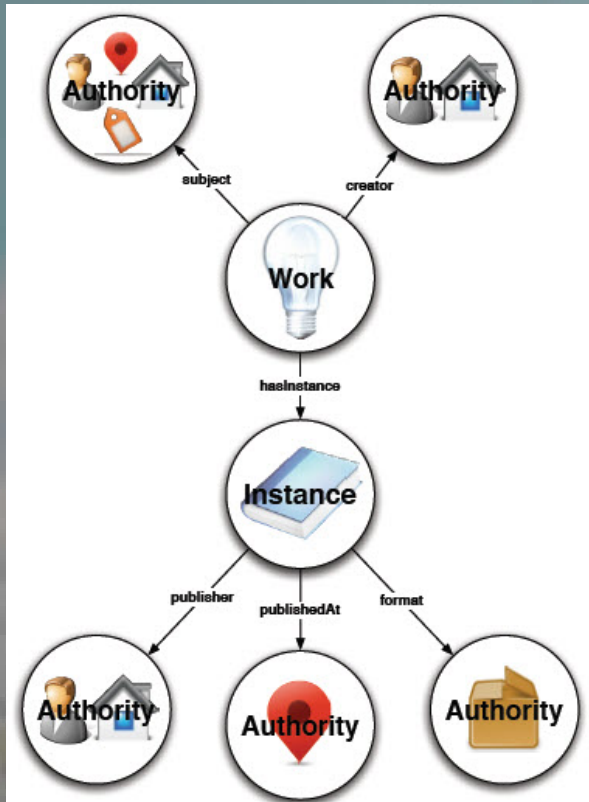 Authority
Authority
subject
creator
Work
hasInstance
Instance
publisher
publishedAt
format
Authority
Authority
Authority